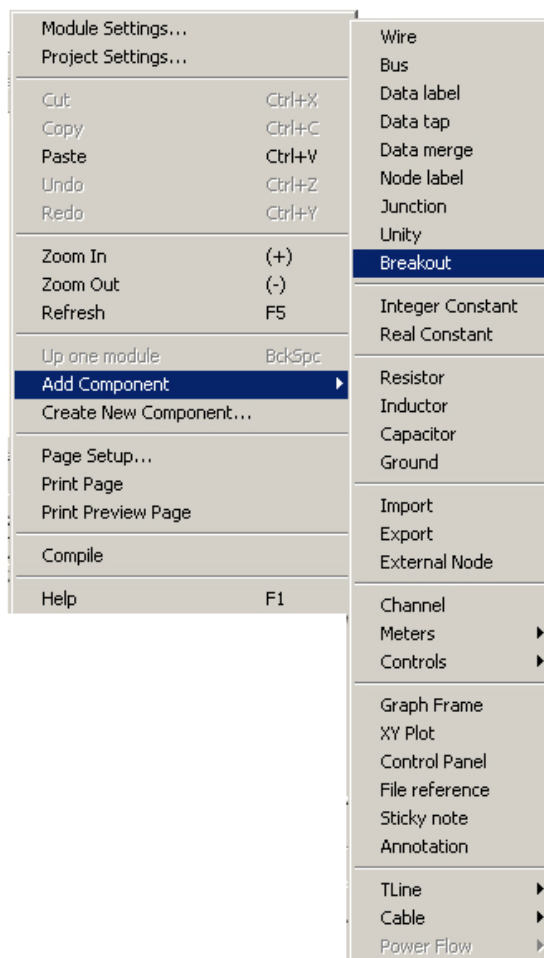 Module Settings...
Project Settings...
Cut Ctrl+X
Copy Ctrl+C
Paste Ctrl+V
Undo Ctrl+Z
Redo Ctrl+Y
Zoom In (+)
Zoom Out (-)
Refresh F5
Up one module BckSpc
Add Component
Create New Component...
Page Setup...
Print Page
Print Preview Page
Compile
Help F1
Wire
Bus
Data label
Data tap
Data merge
Node label
Junction
Unity
Breakout
Integer Constant
Real Constant
Resistor
Inductor
Capacitor
Ground
Import
Export
External Node
Channel
Meters
Controls
Graph Frame
XY Plot
Control Panel
File reference
Sticky note
Annotation
TLine
Cable
Power Flow